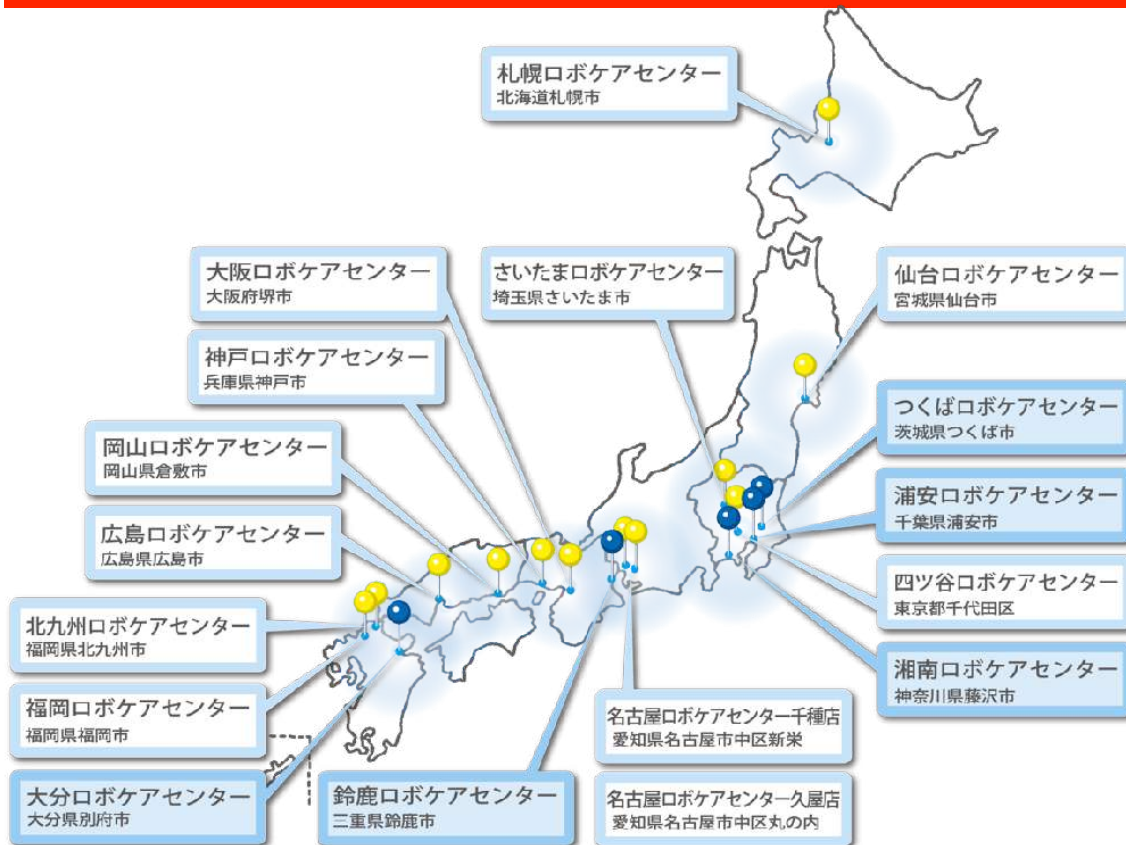 札幌ロボケアセンター
北海道札幌市
大阪ロボケアセンター
大阪府堺市
さいたまロボケアセンター
埼玉県さいたま市
仙台ロボケアセンター
宮城県仙台市
神戸ロボケアセンター
兵庫県神戸市
つくばロボケアセンター
茨城県つくば市
岡山ロボケアセンター
岡山県倉敷市
浦安ロボケアセンター
千葉県浦安市
広島ロボケアセンター
広島県広島市
四ツ谷ロボケアセンター
東京都千代田区
北九州ロボケアセンター
福岡県北九州市
湘南ロボケアセンター
神奈川県藤沢市
福岡ロボケアセンター
福岡県福岡市
名古屋ロボケアセンター千種店
愛知県名古屋市中区新栄
大分ロボケアセンター
大分県別府市
鈴鹿ロボケアセンター
三重県鈴鹿市
名古屋ロボケアセンター久屋店
愛知県名古屋市中区丸の内